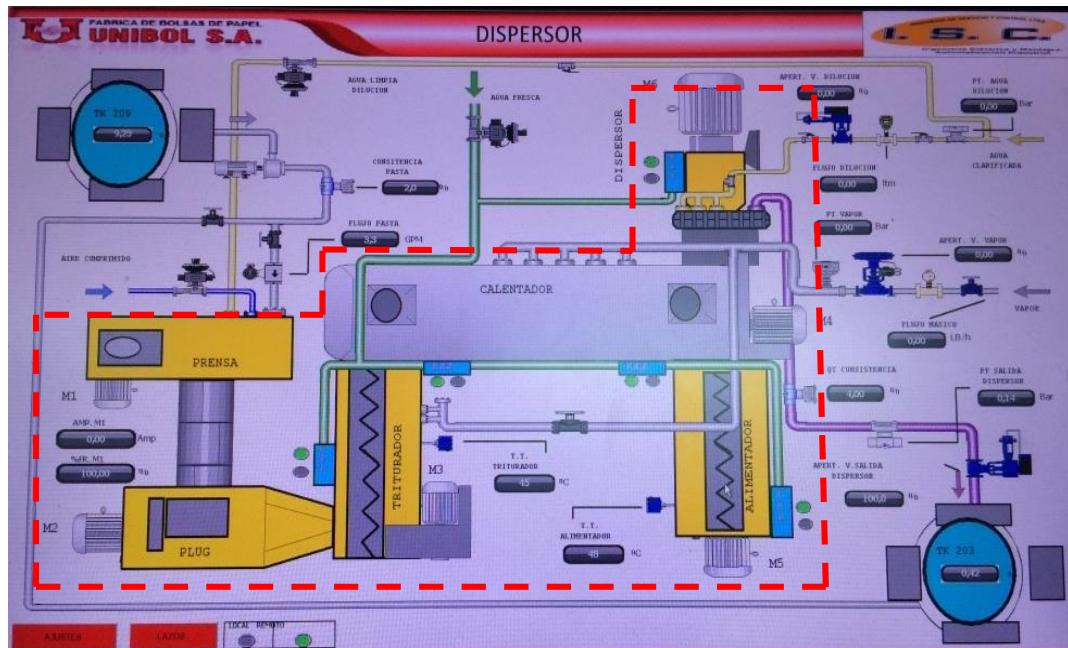 FABRICA DE BOLSAS DE PAPEL
UNIBOL S.A.
DISPERSOR
I. S. C.
AGUA LIMPIA
DILUCION
AGUA FRESCA
M6
DISPERSOR
APERT. V. DILUCION
0,00 %
PT. AGUA
DILUCION
0,00 Bar
TK 209
9,29
CONSITENCIA
PASTA
2,0 %
AGUA
CLARIFICADA
FLUJO DILUCION
0,00 ltm
FLUJO PASTA
3,3 GPM
PT VAPOR
0,00 Bar
APERT. V. VAPOR
0,00 %
AIRE COMPRIMIDO
CALENTADOR
VAPOR
M4
FLUJO MASICO
0,00 LB/h
PRENSA
M1
QT CONSISTENCIA
4,00 %
PT SALIDA
DISPERSOR
0,14 Bar
AMP. M1
0,00 Amp
100,00 %
TRITURADOR
M3
T.T.
TRITURADOR
45 ºC
ALIMENTADOR
APERT. V.SALIDA
DISPERSOR
100,0 %
M2
PLUG
T.T.
ALIMENTADOR
48 ºC
M5
TK 203
0,42
AJUSTES
LAZOS
LOCAL REMOTO